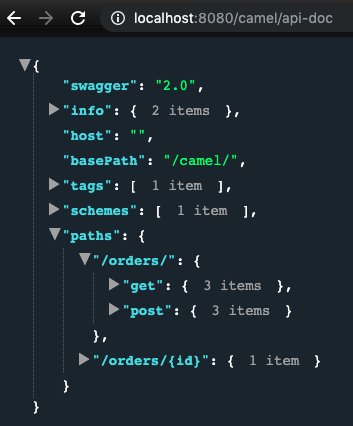 localhost:8080/camel/api-doc
{
"swagger": "2.0",
"info": { 2 items },
"host": "",
"basePath": "/camel/",
"tags": [ 1 item ],
"schemes": [ 1 item ],
"paths": {
"/orders/": {
"get": { 3 items },
"post": { 3 items }
},
"/orders/{id}": { 1 item }
}
}